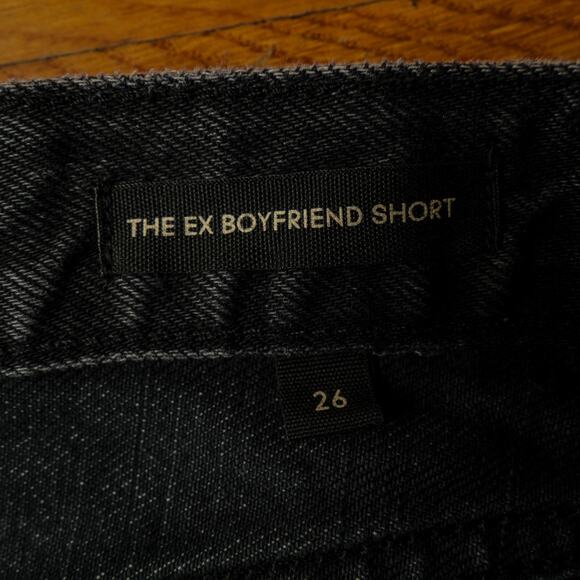 THE EX BOYFRIEND SHORT
26